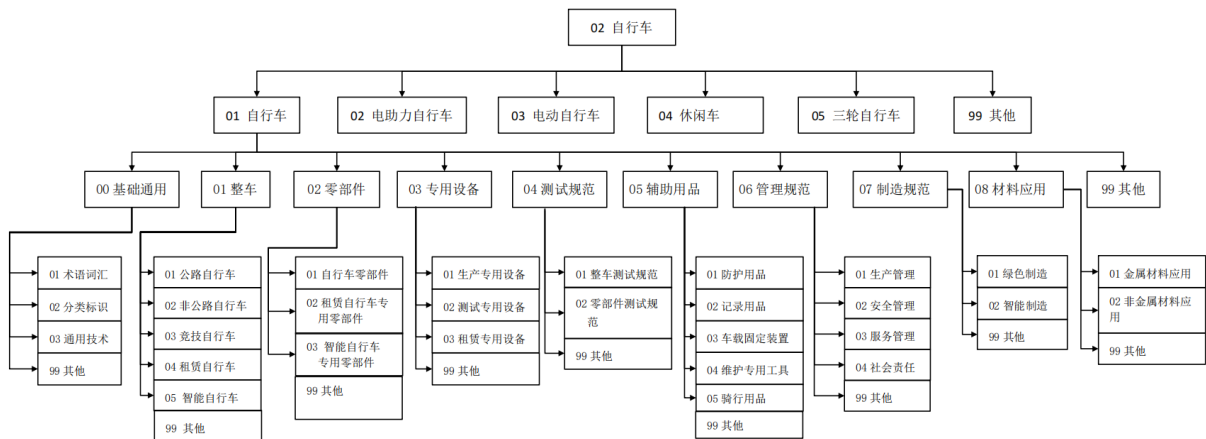 02 自行车
01 自行车
02 电助力自行车
03 电动自行车
04 休闲车
05 三轮自行车
99 其他
00 基础通用
01 整车
02 零部件
03 专用设备
04 测试规范
05 辅助用品
06 管理规范
07 制造规范
08 材料应用
99 其他
01 术语词汇
02 分类标识
03 通用技术
99 其他
01 公路自行车
02 非公路自行车
03 竞技自行车
04 租赁自行车
05 智能自行车
99 其他
01 自行车零部件
02 租赁自行车专
用零部件
03 智能自行车
专用零部件
99 其他
01 生产专用设备
02 测试专用设备
03 租赁专用设备
99 其他
01 整车测试规范
02 零部件测试规
范
99 其他
01 防护用品
02 记录用品
03 车载固定装置
04 维护专用工具
05 骑行用品
99 其他
01 生产管理
02 安全管理
03 服务管理
04 社会责任
99 其他
01 绿色制造
02 智能制造
99 其他
01 金属材料应用
02 非金属材料应
用
99 其他